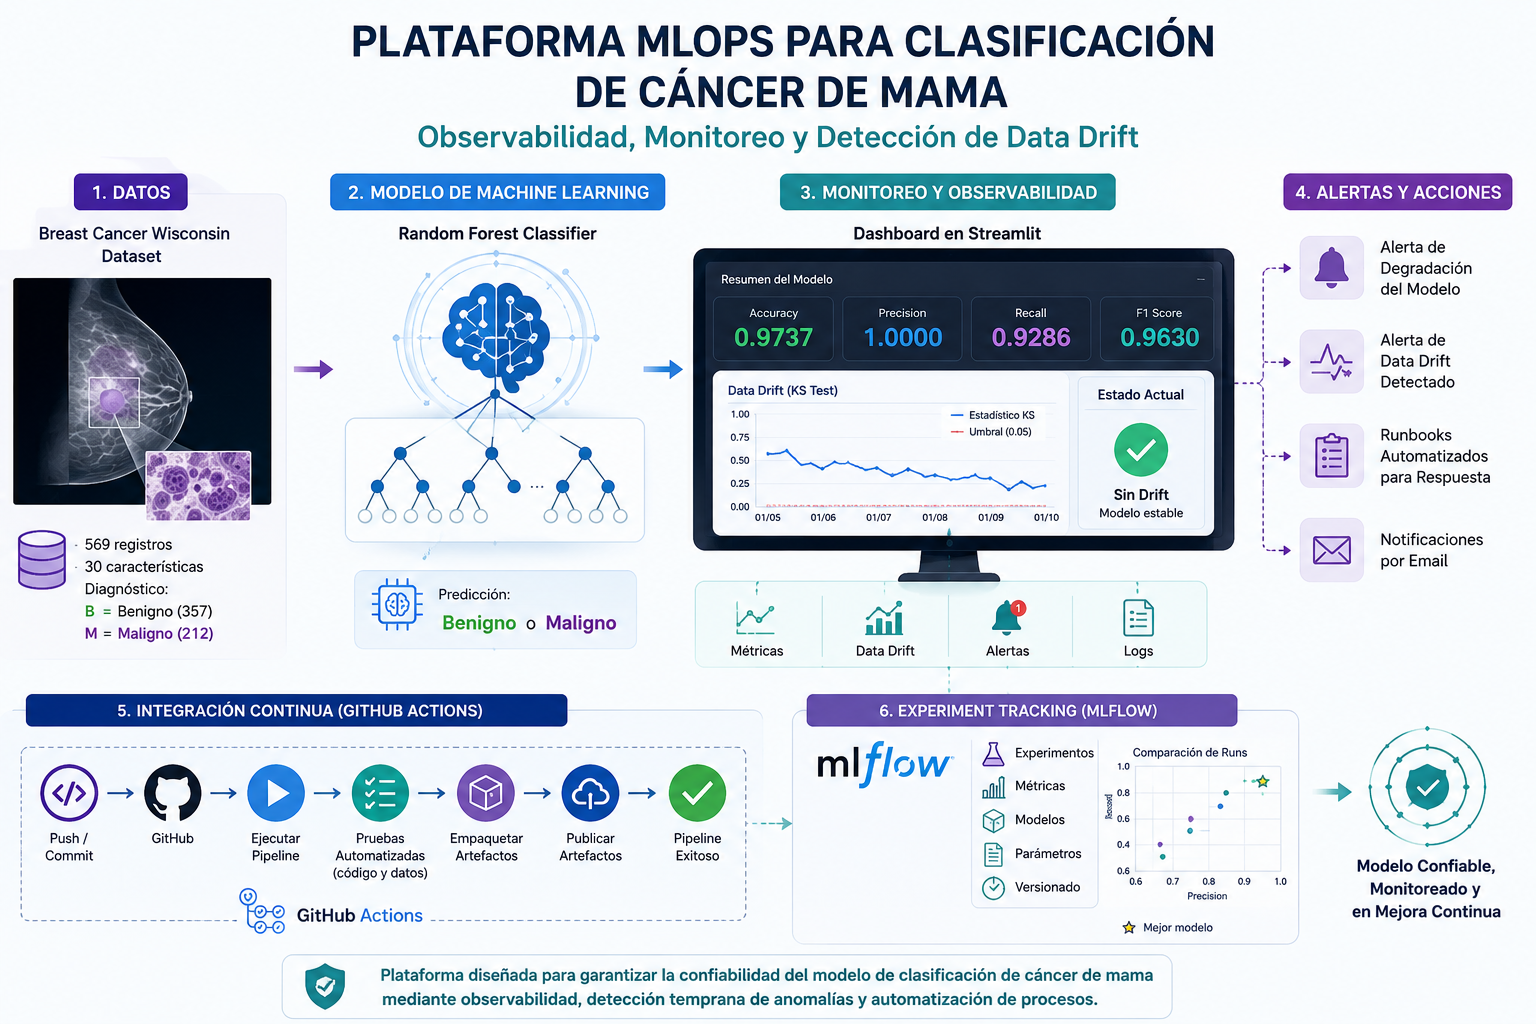 PLATAFORMA MLOPS PARA CLASIFICACIÓN
DE CÁNCER DE MAMA
Observabilidad, Monitoreo y Detección de Data Drift
1. DATOS
Breast Cancer Wisconsin
Dataset
569 registros
30 características
Diagnóstico:
B = Benigno (357)
M = Maligno (212)
2. MODELO DE MACHINE LEARNING
Random Forest Classifier
...
Predicción:
Benigno o Maligno
3. MONITOREO Y OBSERVABILIDAD
Dashboard en Streamlit
Resumen del Modelo
Accuracy
0.9737
Precision
1.0000
Recall
0.9286
F1 Score
0.9630
Data Drift (KS Test)
Estadístico KS
Umbral (0.05)
1.00
0.75
0.50
0.25
0.00
01/05 01/06 01/07 01/08 01/09 01/10
Estado Actual
Sin Drift
Modelo estable
Métricas
Data Drift
1
Alertas
Logs
4. ALERTAS Y ACCIONES
Alerta de
Degradación
del Modelo
Alerta de
Data Drift
Detectado
Runbooks
Automatizados
para Respuesta
Notificaciones
por Email
5. INTEGRACIÓN CONTINUA (GITHUB ACTIONS)
Push /
Commit
GitHub
Ejecutar
Pipeline
Pruebas
Automatizadas
(código y datos)
Empaquetar
Artefactos
Publicar
Artefactos
Pipeline
Exitoso
GitHub Actions
6. EXPERIMENT TRACKING (MLFLOW)
mlflow
Experimentos
Métricas
Modelos
Parámetros
Versionado
Comparación de Runs
1.0
0.8
0.6
0.4
0.6
0.6 0.7 0.8 0.9 1.0
Precision
Mejor modelo
Modelo Confiable,
Monitoreado y
en Mejora Continua
Plataforma diseñada para garantizar la confiabilidad del modelo de clasificación de cáncer de mama
mediante observabilidad, detección temprana de anomalías y automatización de procesos.